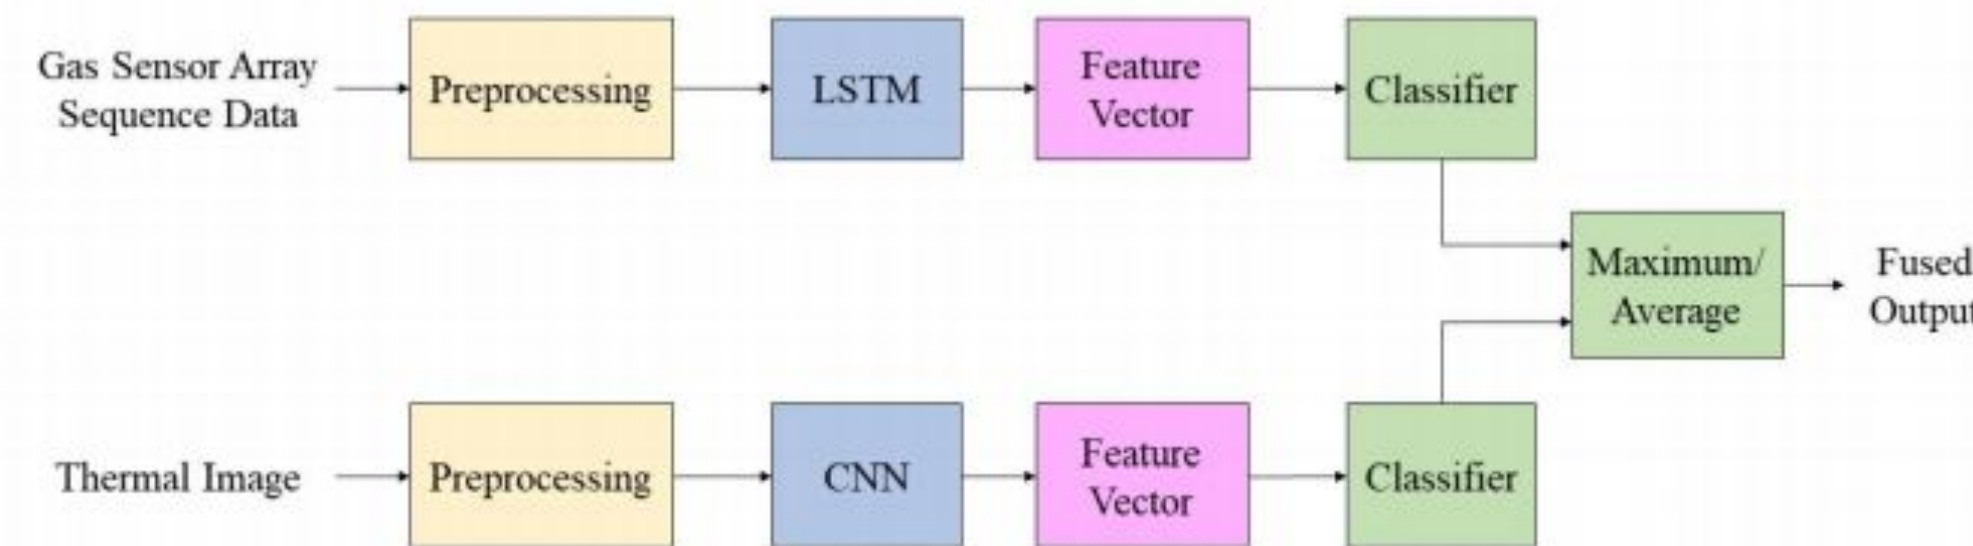 Gas Sensor Array
Sequence Data
Preprocessing
LSTM
Feature
Vector
Classifier
Maximum/
Average
Fused
Output
Thermal Image
Preprocessing
CNN
Feature
Vector
Classifier